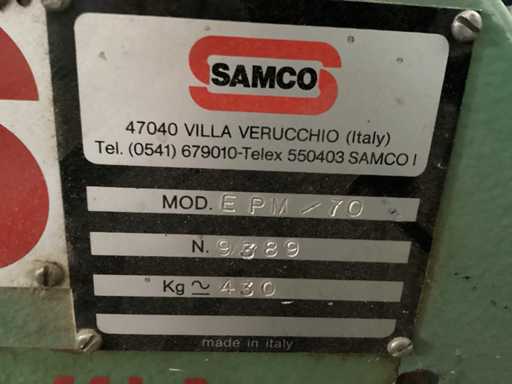 SAMCO
47040 VILLA VERUCCHIO (Italy)
Tel. (0541) 679010-Telex 550403 SAMCO I
MOD. EPM/70
N. 9389
Kg ≃ 430
made in italy